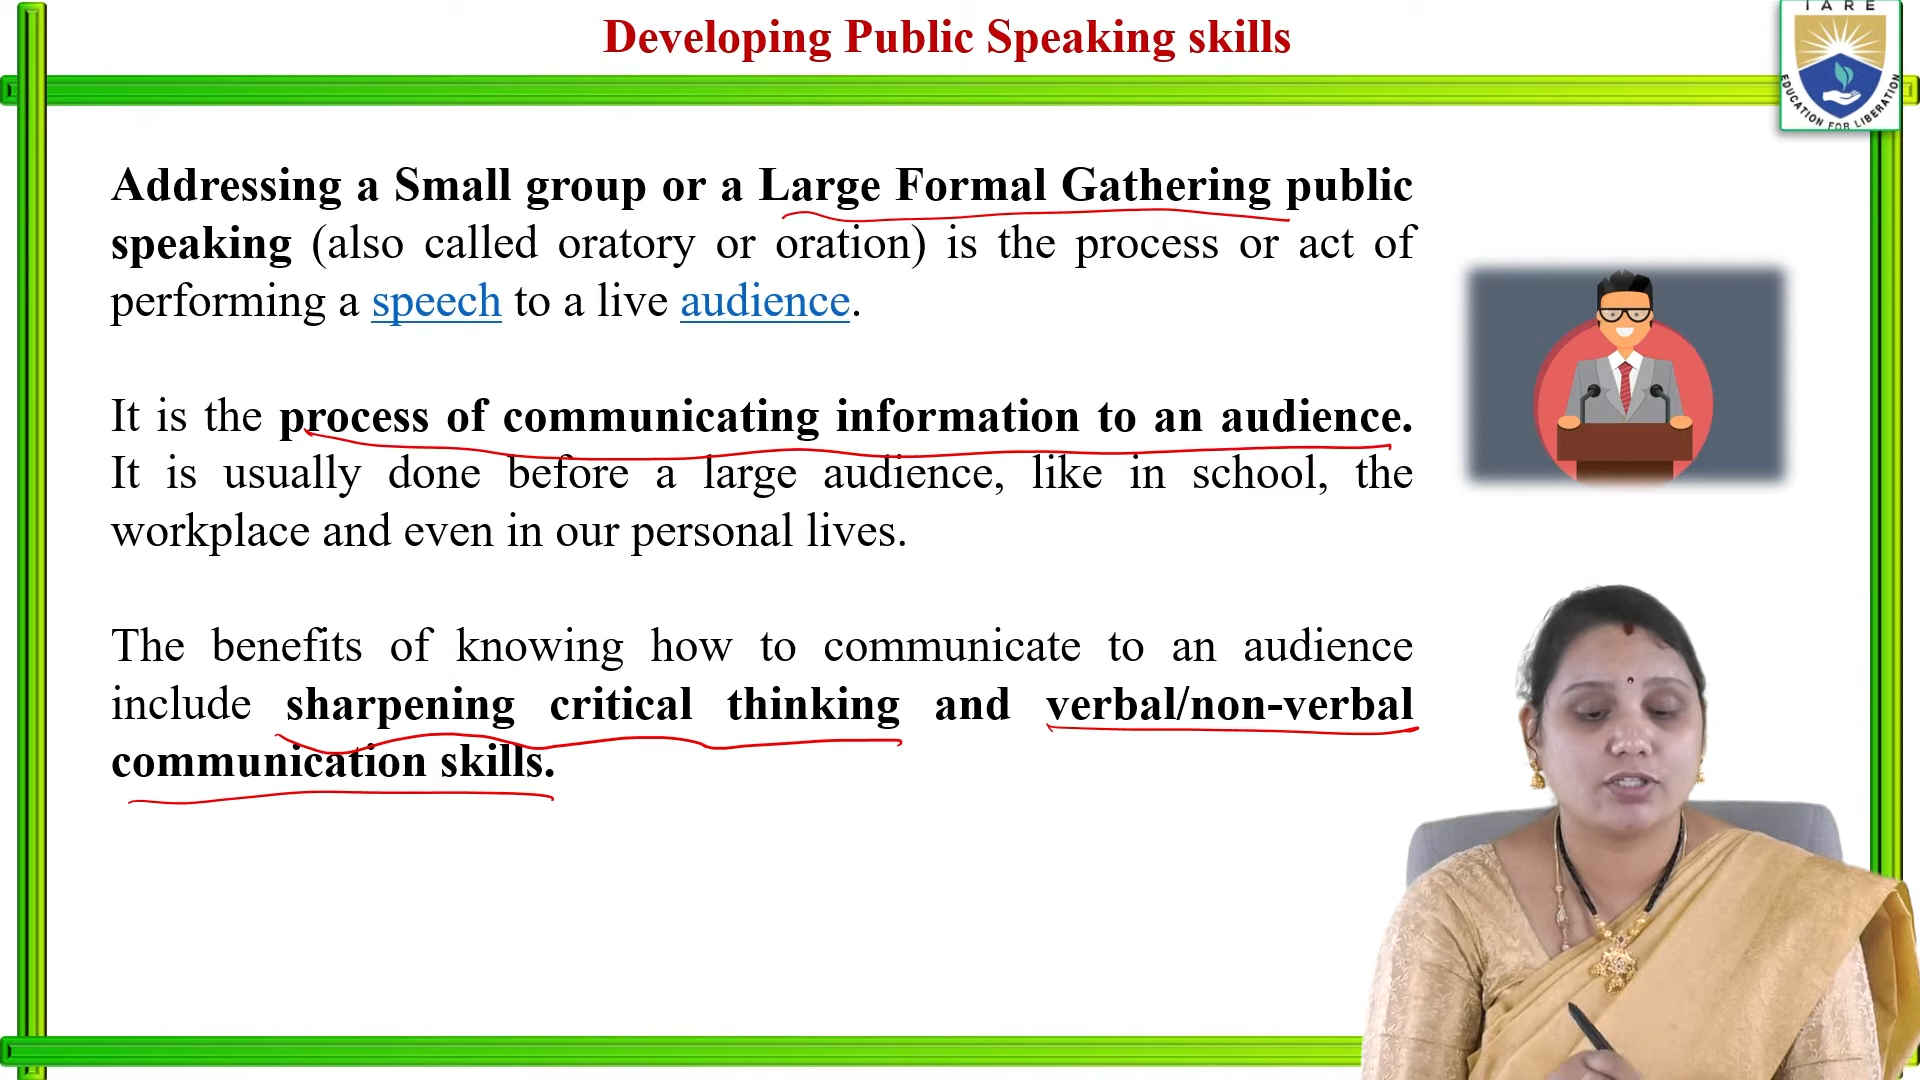 Developing Public Speaking skills
IARE
EDUCATION FOR LIBERATION
Addressing a Small group or a Large Formal Gathering public
speaking (also called oratory or oration) is the process or act of
performing a speech to a live audience.
It is the process of communicating information to an audience.
It is usually done before a large audience, like in school, the
workplace and even in our personal lives.
The benefits of knowing how to communicate to an audience
include sharpening critical thinking and verbal/non-verbal
communication skills.